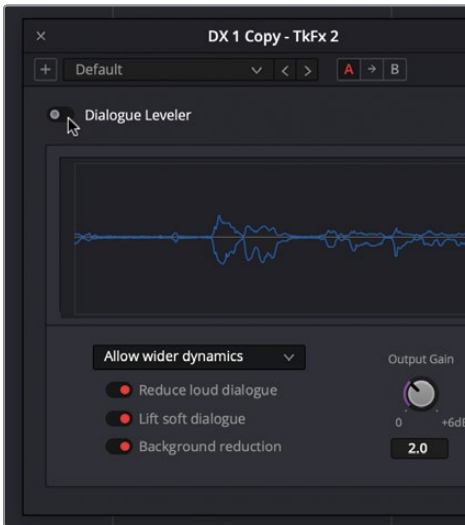 × DX 1 Copy - TkFx 2
+ Default < > A → B
Dialogue Leveler
Allow wider dynamics
Output Gain
Reduce loud dialogue
Lift soft dialogue
0 +6dB
Background reduction
2.0